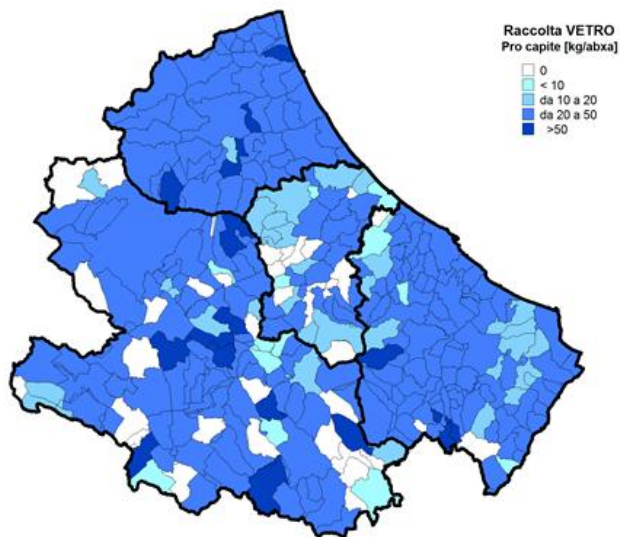 Raccolta VETRO
Pro capite [kg/abxa]
0
< 10
da 10 a 20
da 20 a 50
>50